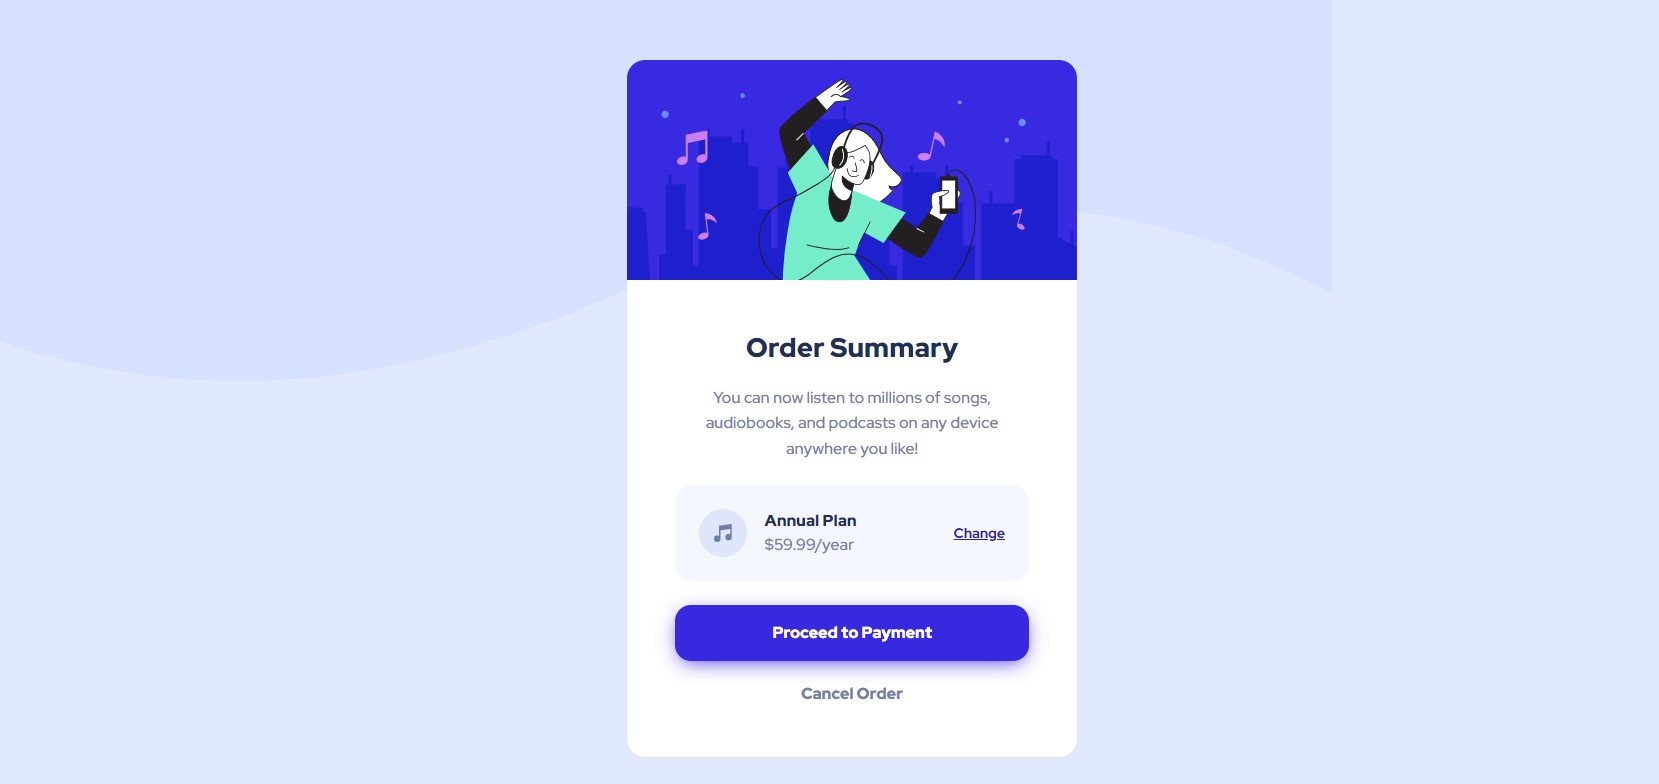 Order Summary
You can now listen to millions of songs,
audiobooks, and podcasts on any device
anywhere you like!
Annual Plan
$59.99/year
Change
Proceed to Payment
Cancel Order